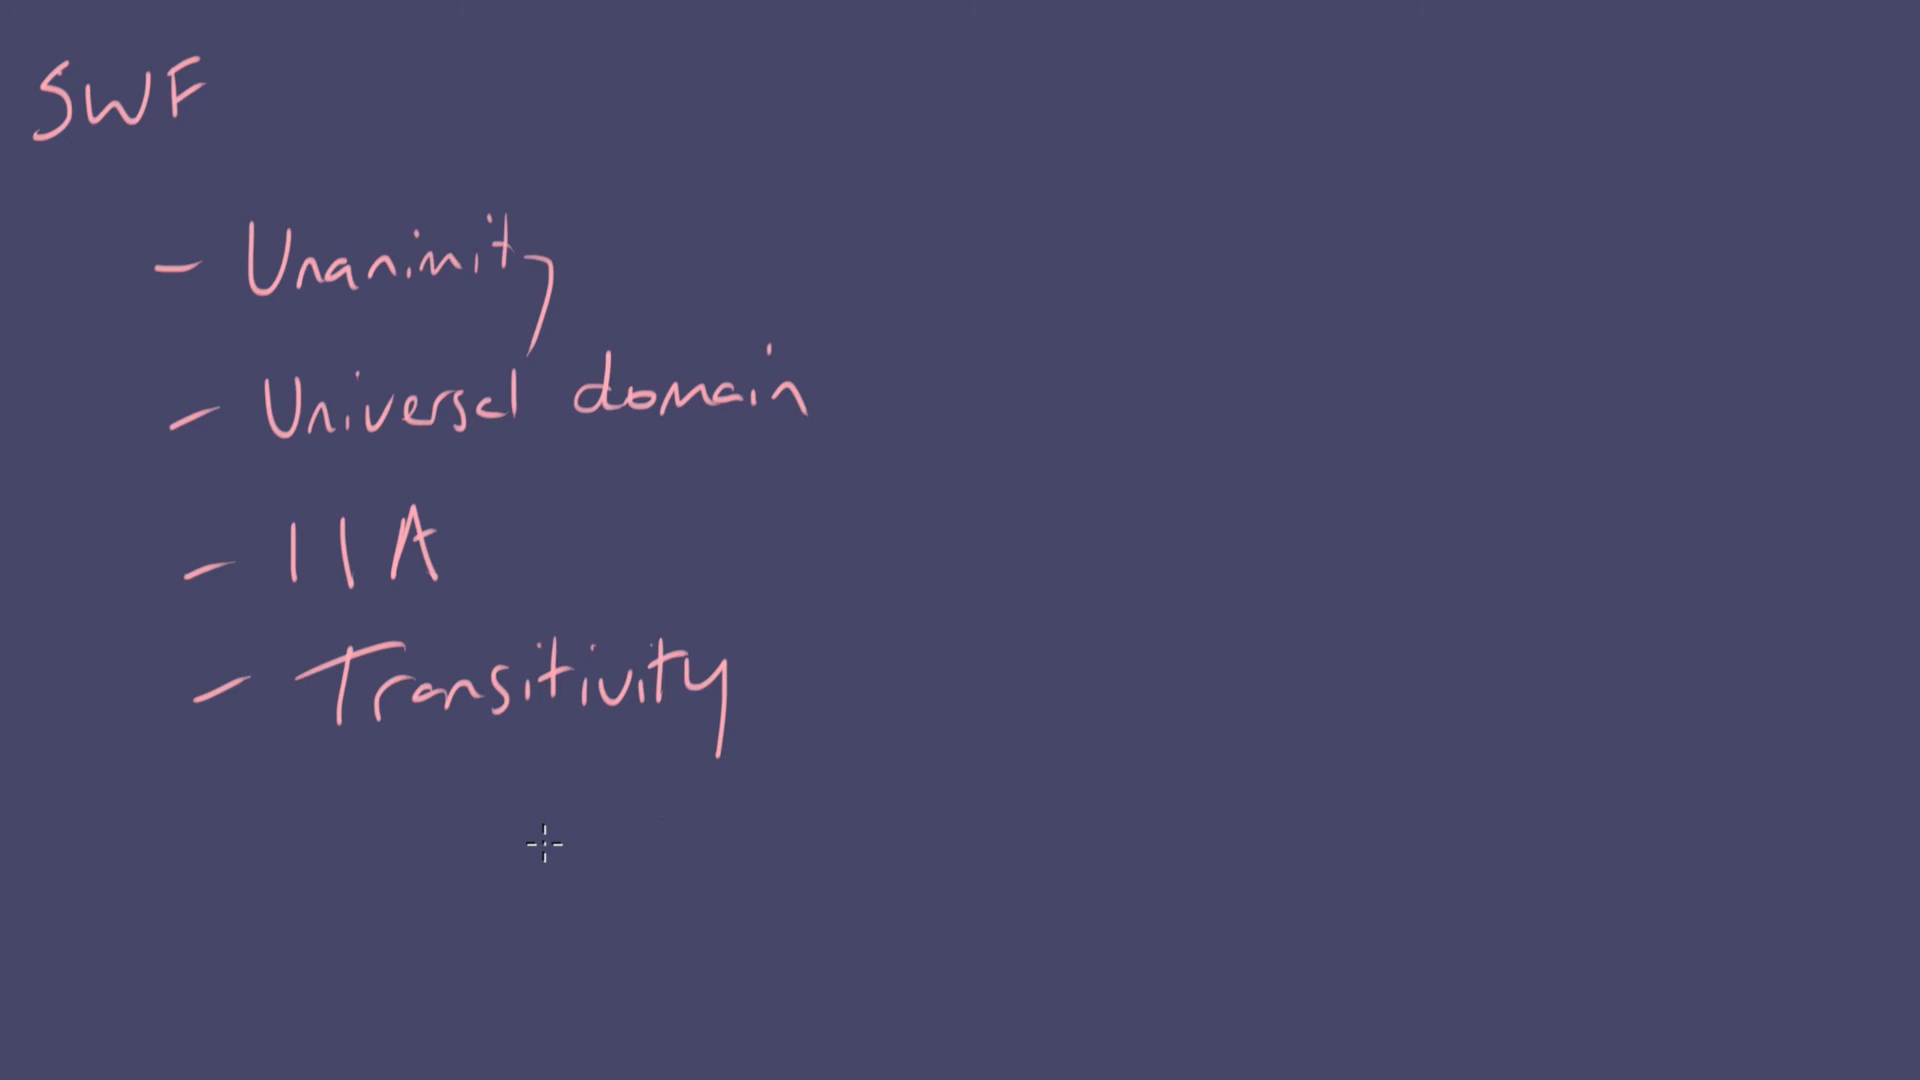 SWF
- Unanimity
- Universal domain
- IIA
- Transitivity